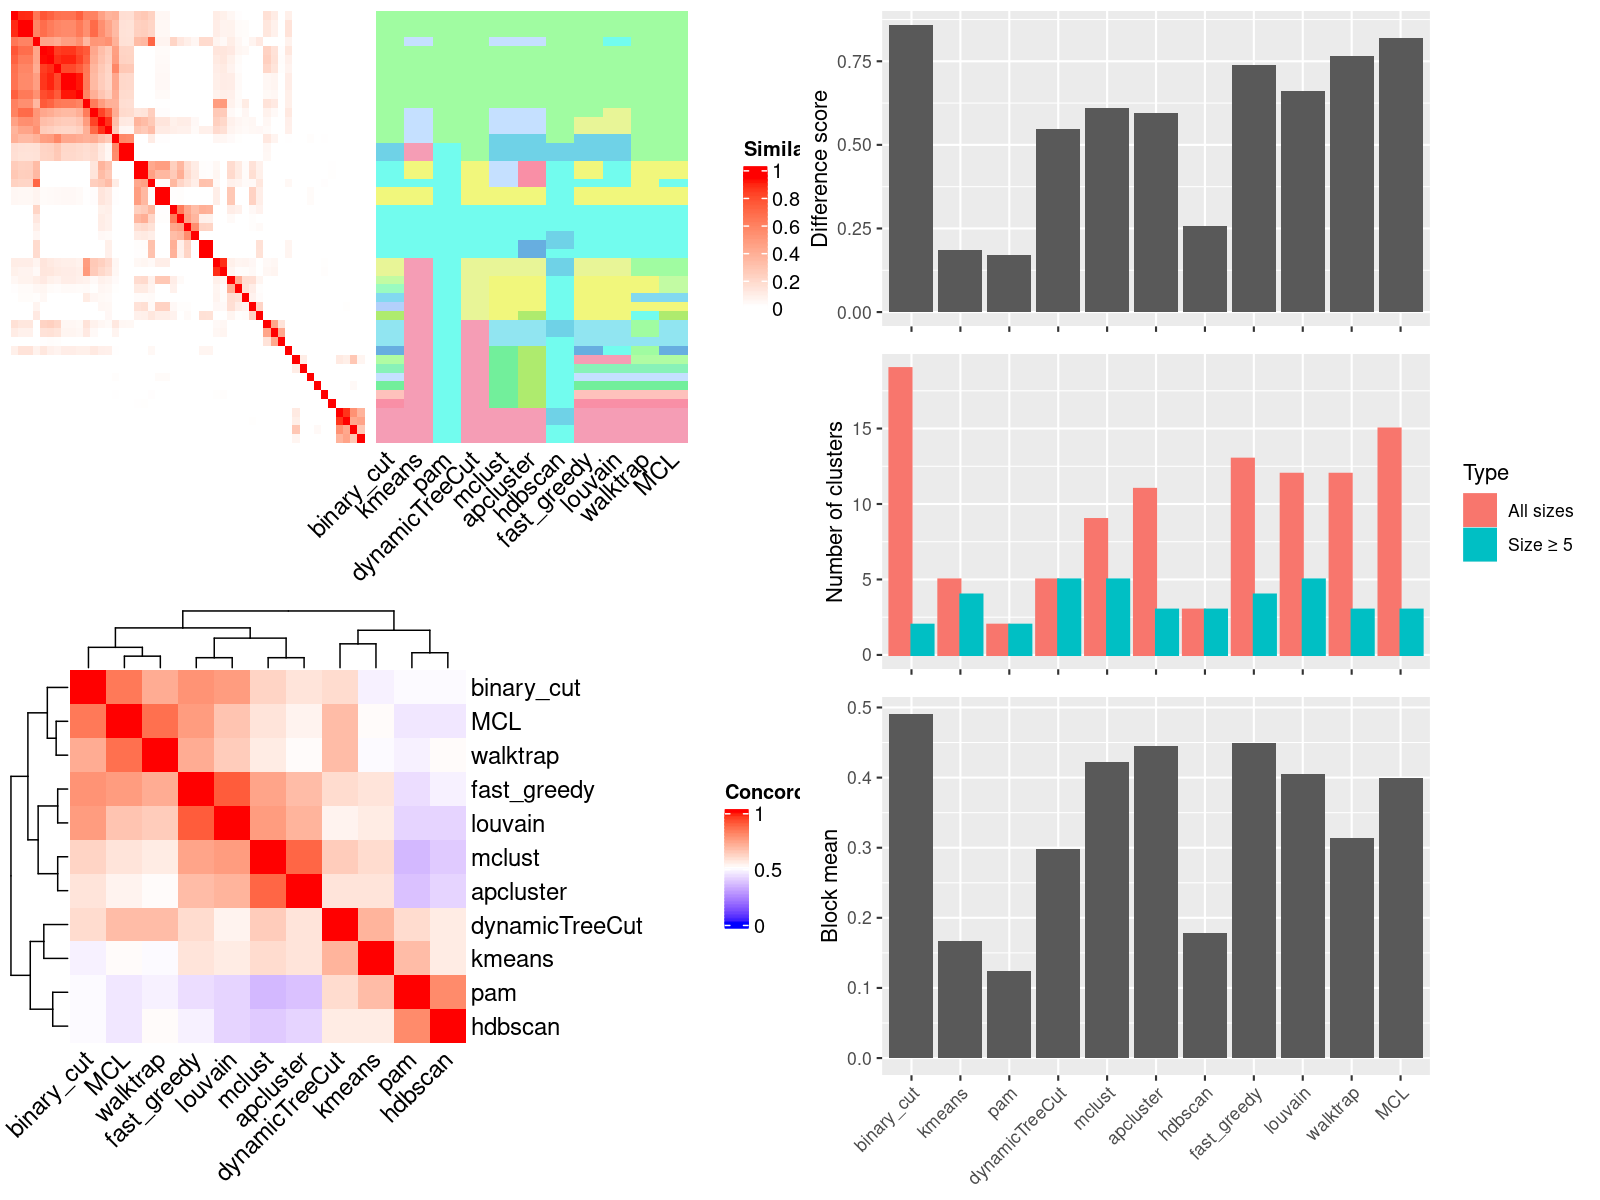 Simila
1
0.8
0.6
0.4
0.2
0
binary_cut
kmeans
pam
dynamicTreeCut
mclust
apcluster
hdbscan
fast_greedy
louvain
walktrap
MCL
binary_cut
MCL
walktrap
fast_greedy
louvain
mclust
apcluster
dynamicTreeCut
kmeans
pam
hdbscan
Concord
1
0.5
0
binary_cut
MCL
walktrap
fast_greedy
louvain
mclust
apcluster
dynamicTreeCut
kmeans
pam
hdbscan
Difference score
0.75
0.50
0.25
0.00
Number of clusters
15
10
5
0
Type
All sizes
Size ≥ 5
Block mean
0.5
0.4
0.3
0.2
0.1
0.0
binary_cut
kmeans
pam
dynamicTreeCut
mclust
apcluster
hdbscan
fast_greedy
louvain
walktrap
MCL